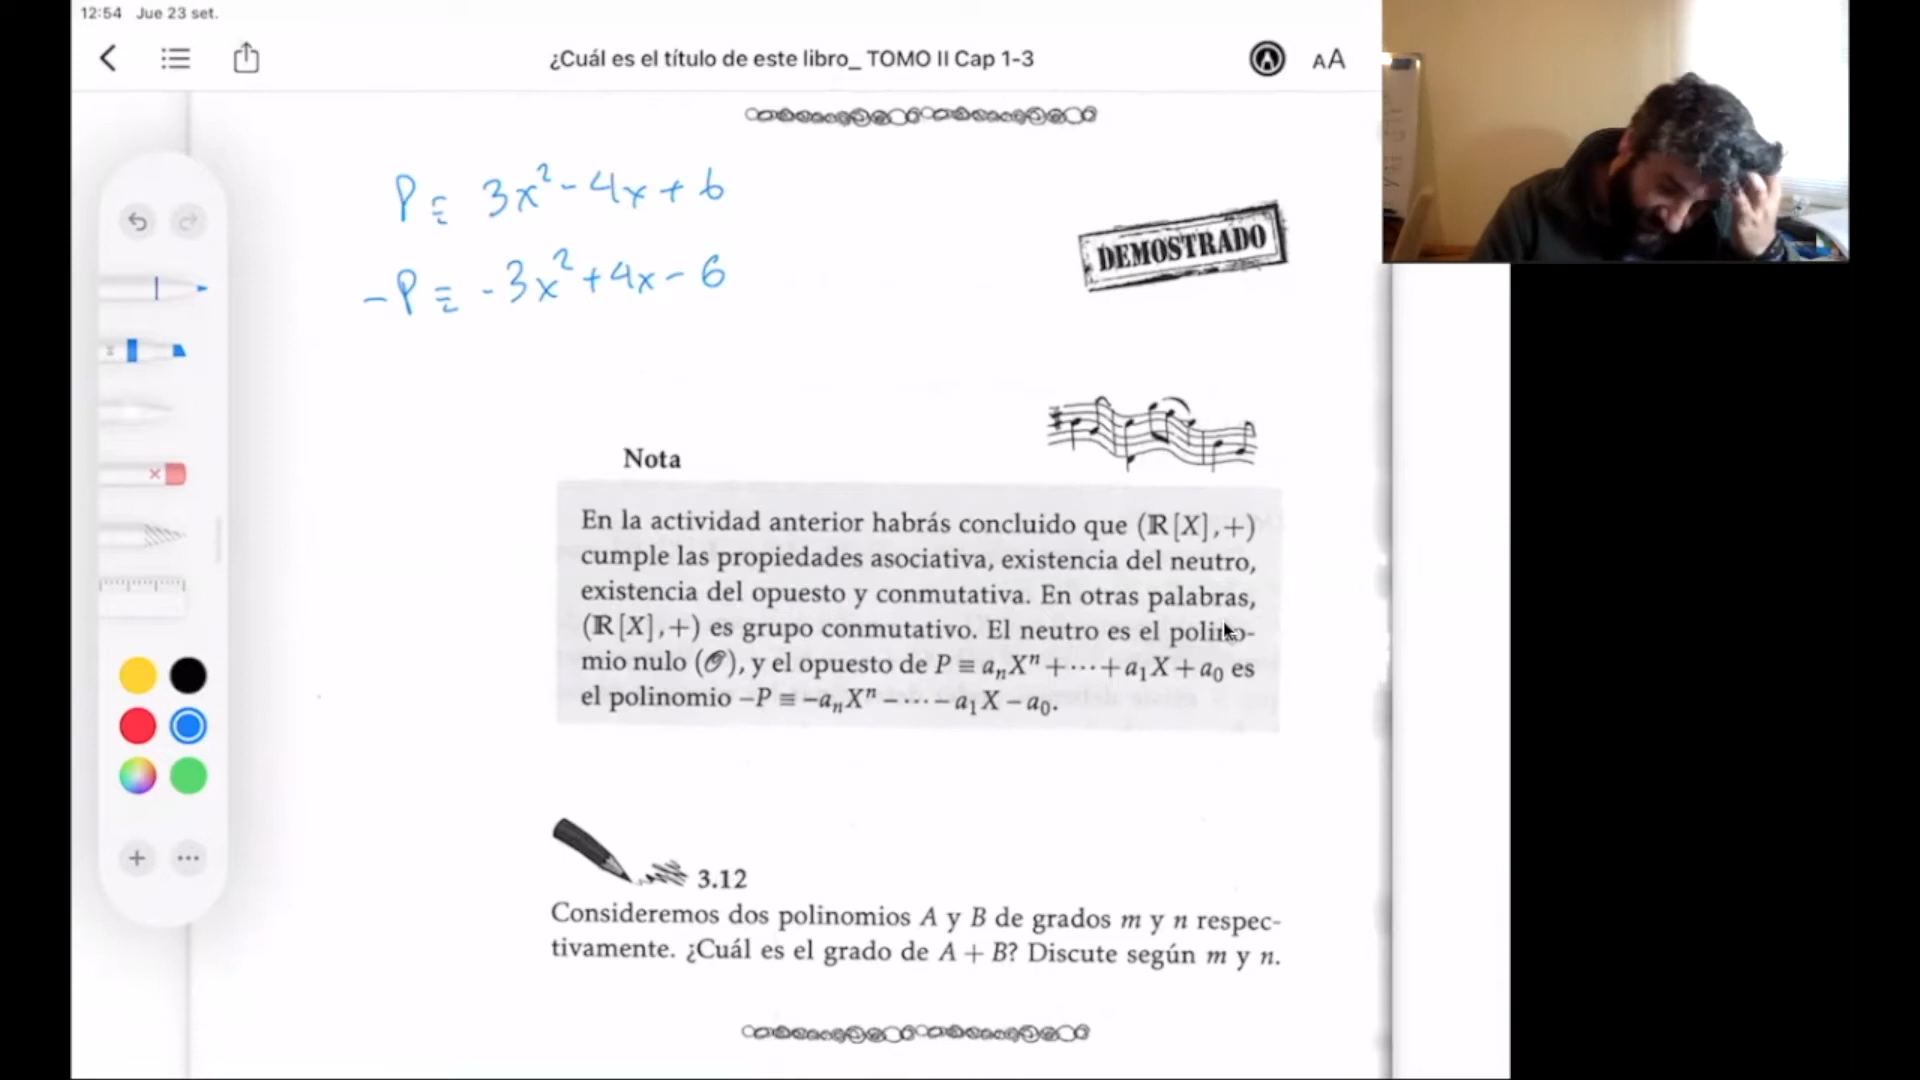 12:54 Jue 23 set.
¿Cuál es el título de este libro_ TOMO II Cap 1-3
AA
P ≡ 3x² - 4x + 6
-P ≡ -3x² + 4x - 6
DEMOSTRADO
Nota
En la actividad anterior habrás concluido que (ℝ[X],+)
cumple las propiedades asociativa, existencia del neutro,
existencia del opuesto y conmutativa. En otras palabras,
(ℝ[X],+) es grupo conmutativo. El neutro es el polino-
mio nulo (𝒪), y el opuesto de P ≡ aₙXⁿ + ⋯ + a₁X + a₀ es
el polinomio −P ≡ −aₙXⁿ − ⋯ − a₁X − a₀.
3.12
Consideremos dos polinomios A y B de grados m y n respec-
tivamente. ¿Cuál es el grado de A + B? Discute según m y n.